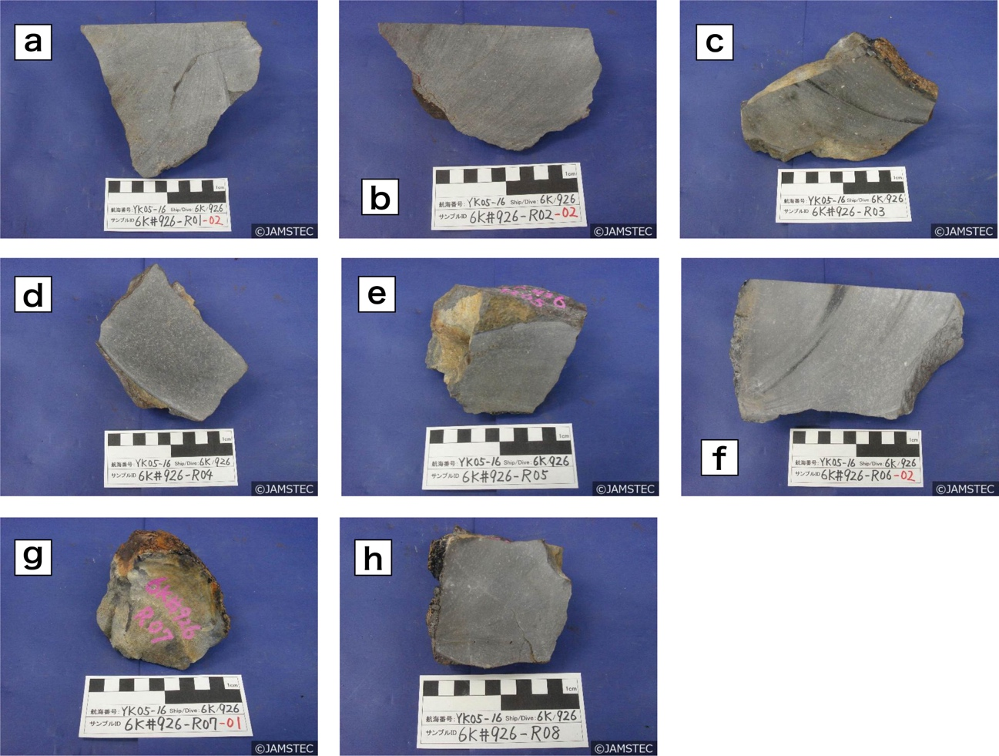 a
1cm
航海番号: YK05-16 Ship/Dive: 6K/926
サンプルID 6K#926-R01-02
©JAMSTEC
b
1cm
航海番号: YK05-16 Ship/Dive: 6K/926
サンプルID 6K#926-R02-02
©JAMSTEC
c
1cm
航海番号: YK05-16 Ship/Dive: 6K/926
サンプルID 6K#926-R03
©JAMSTEC
d
1cm
航海番号: YK05-16 Ship/Dive: 6K/926
サンプルID 6K#926-R04
©JAMSTEC
e
1cm
航海番号: YK05-16 Ship/Dive: 6K/926
サンプルID 6K#926-R05
©JAMSTEC
f
1cm
航海番号: YK05-16 Ship/Dive: 6K/926
サンプルID 6K#926-R06-02
©JAMSTEC
g
6K#926
R07
1cm
航海番号: YK05-16 Ship/Dive: 6K/926
サンプルID 6K#926-R07-01
©JAMSTEC
h
1cm
航海番号: YK05-16 Ship/Dive: 6K/926
サンプルID 6K#926-R08
©JAMSTEC